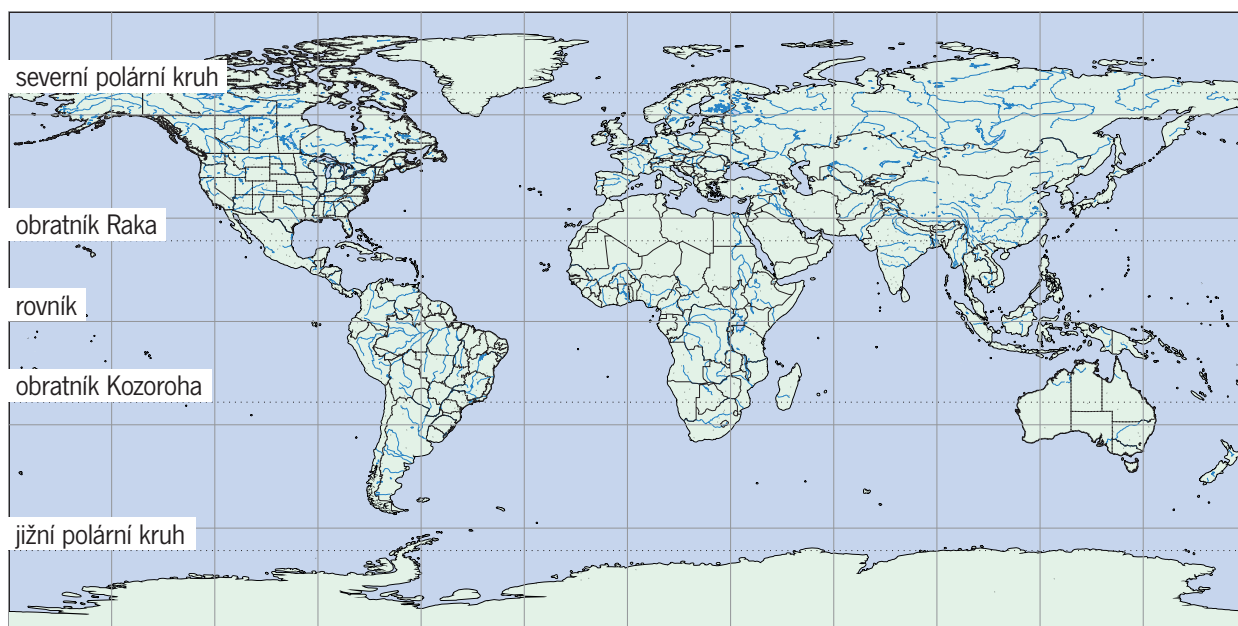 severní polární kruh
obratník Raka
rovník
obratník Kozoroha
jižní polární kruh